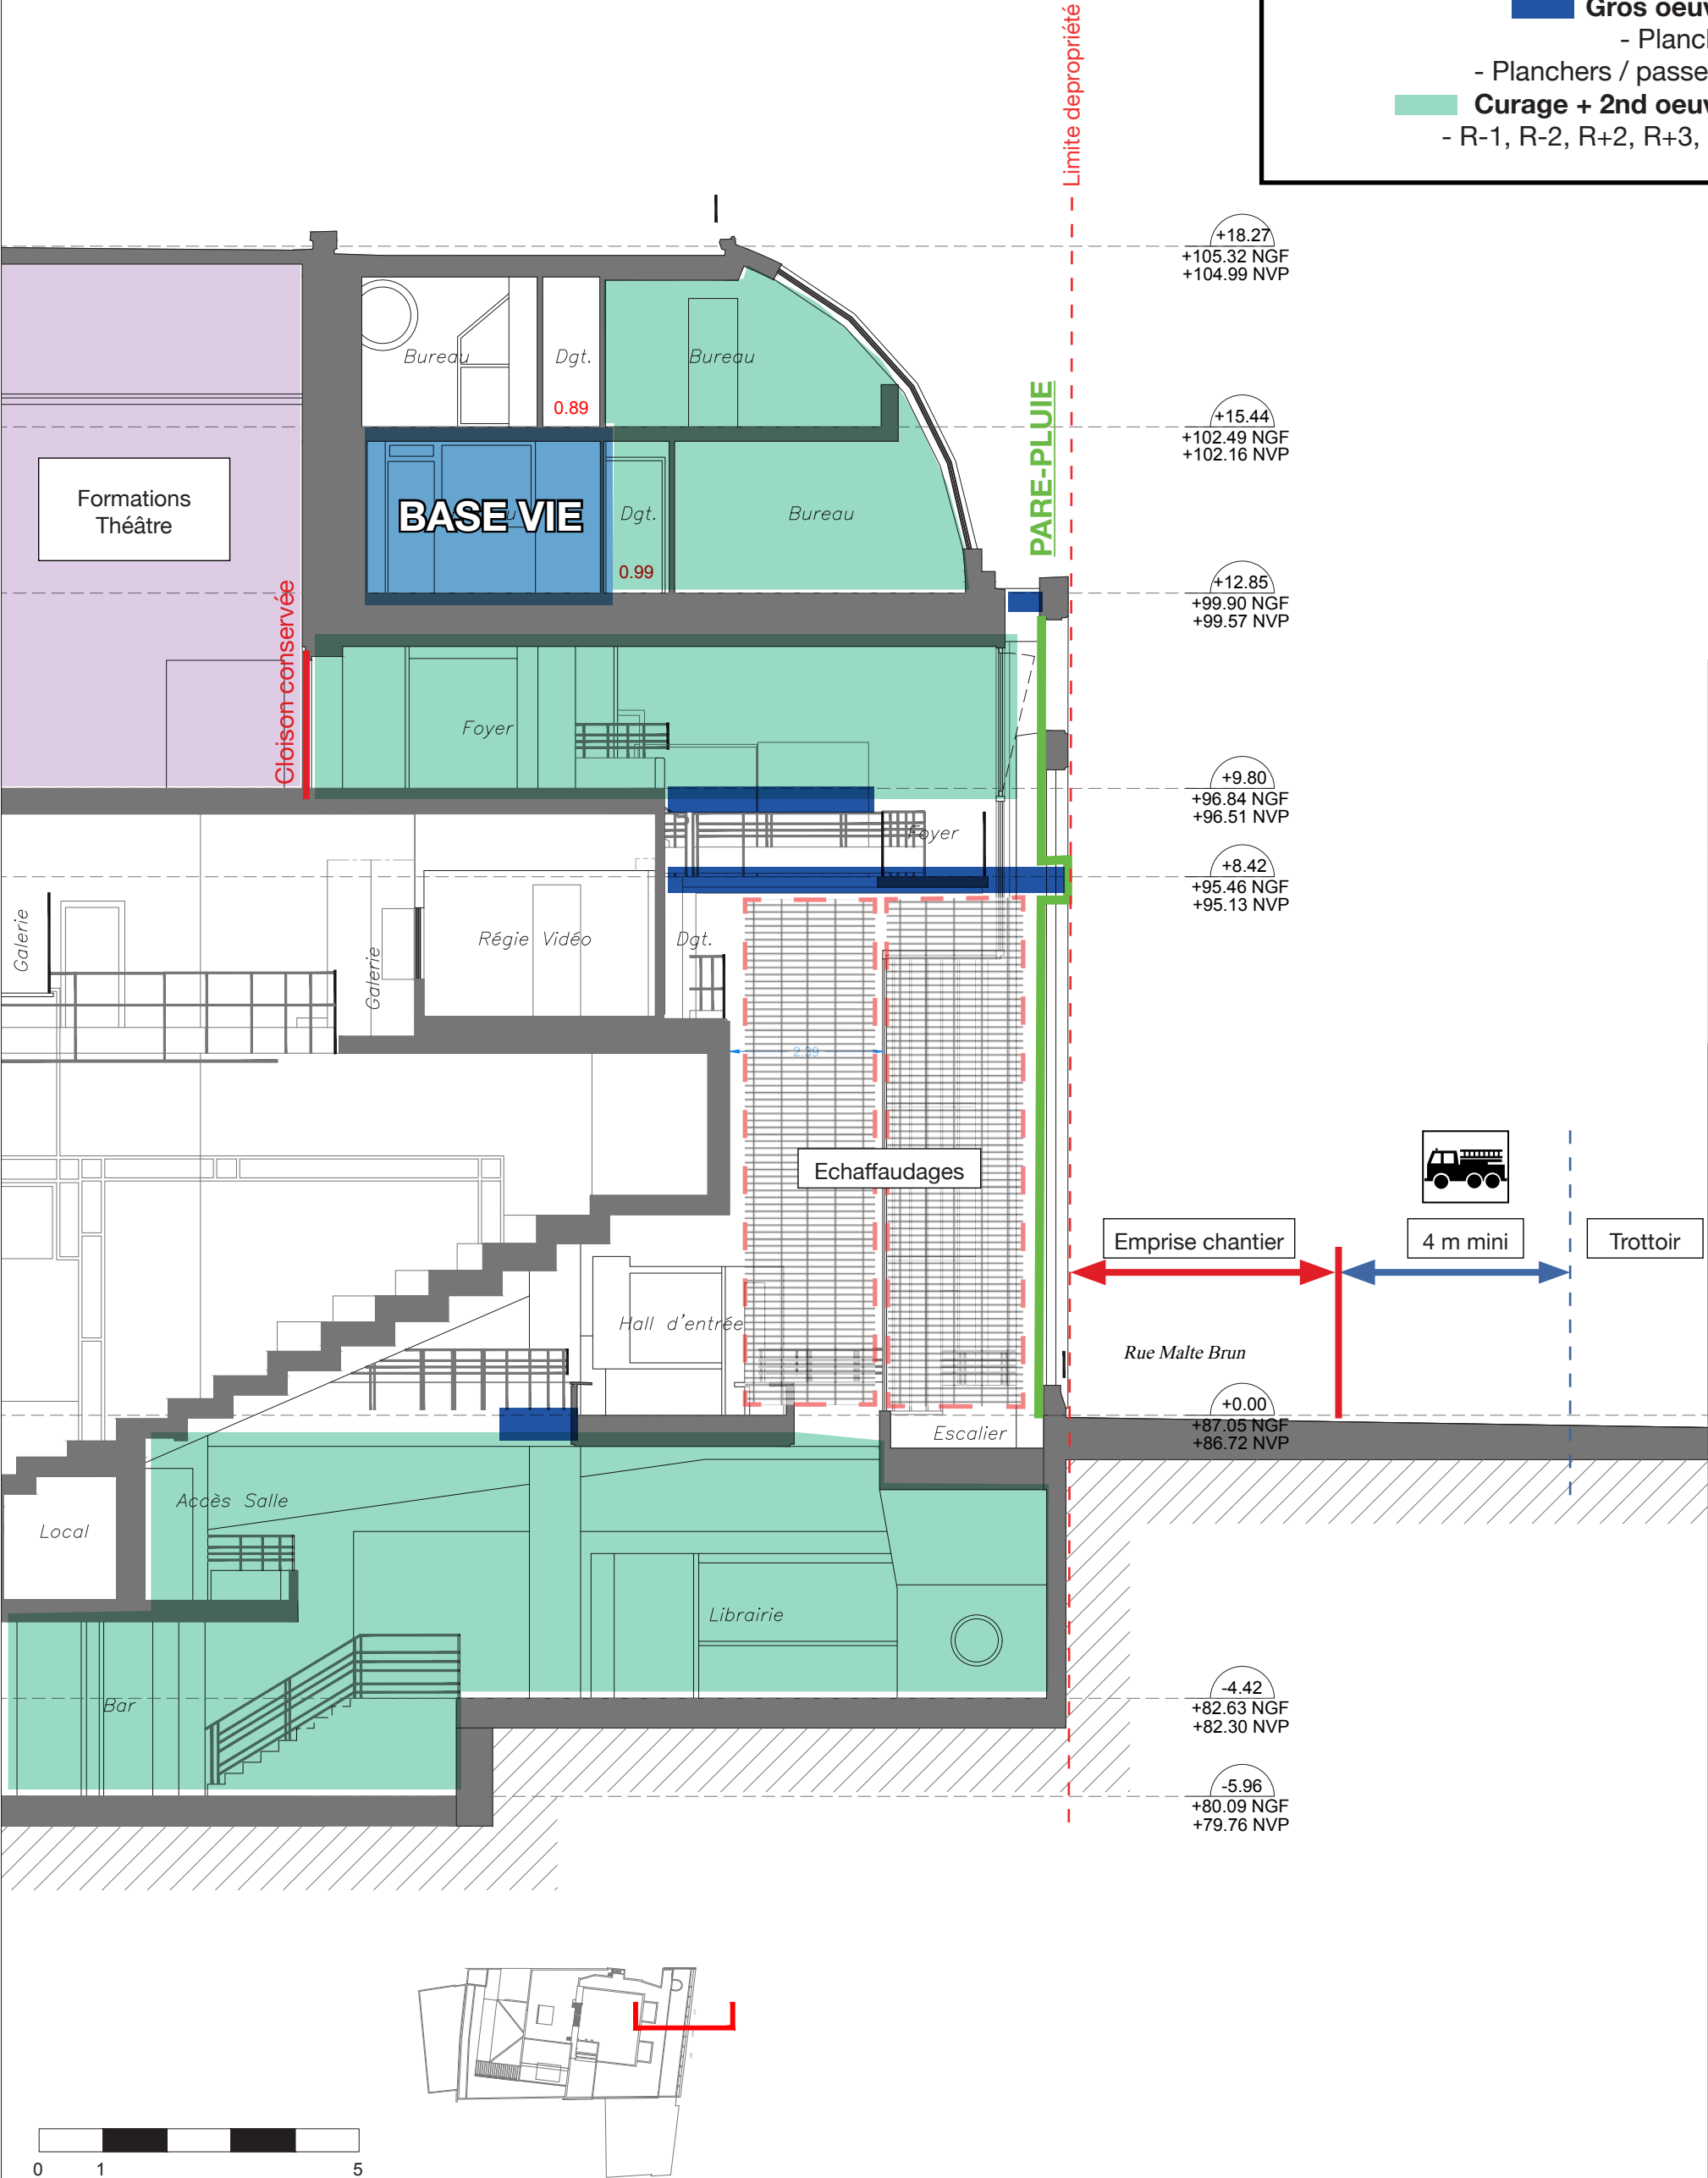 Gros oeuv
- Planch
- Planchers / passe
Curage + 2nd oeuv
- R-1, R-2, R+2, R+3,
Limite depropriété
+18.27
+105.32 NGF
+104.99 NVP
Bureau
Dgt.
Bureau
0.89
+15.44
+102.49 NGF
+102.16 NVP
PARE-PLUIE
Formations
Théâtre
BASE VIE
Dgt.
Bureau
0.99
+12.85
+99.90 NGF
+99.57 NVP
Cloison conservée
Foyer
+9.80
+96.84 NGF
+96.51 NVP
Foyer
+8.42
+95.46 NGF
+95.13 NVP
Galerie
Galerie
Régie Vidéo
Dgt.
2.39
Echaffaudages
Emprise chantier
4 m mini
Trottoir
Hall d'entrée
Rue Malte Brun
+0.00
+87.05 NGF
+86.72 NVP
Escalier
Accès Salle
Local
Librairie
Bar
-4.42
+82.63 NGF
+82.30 NVP
-5.96
+80.09 NGF
+79.76 NVP
0 1 5